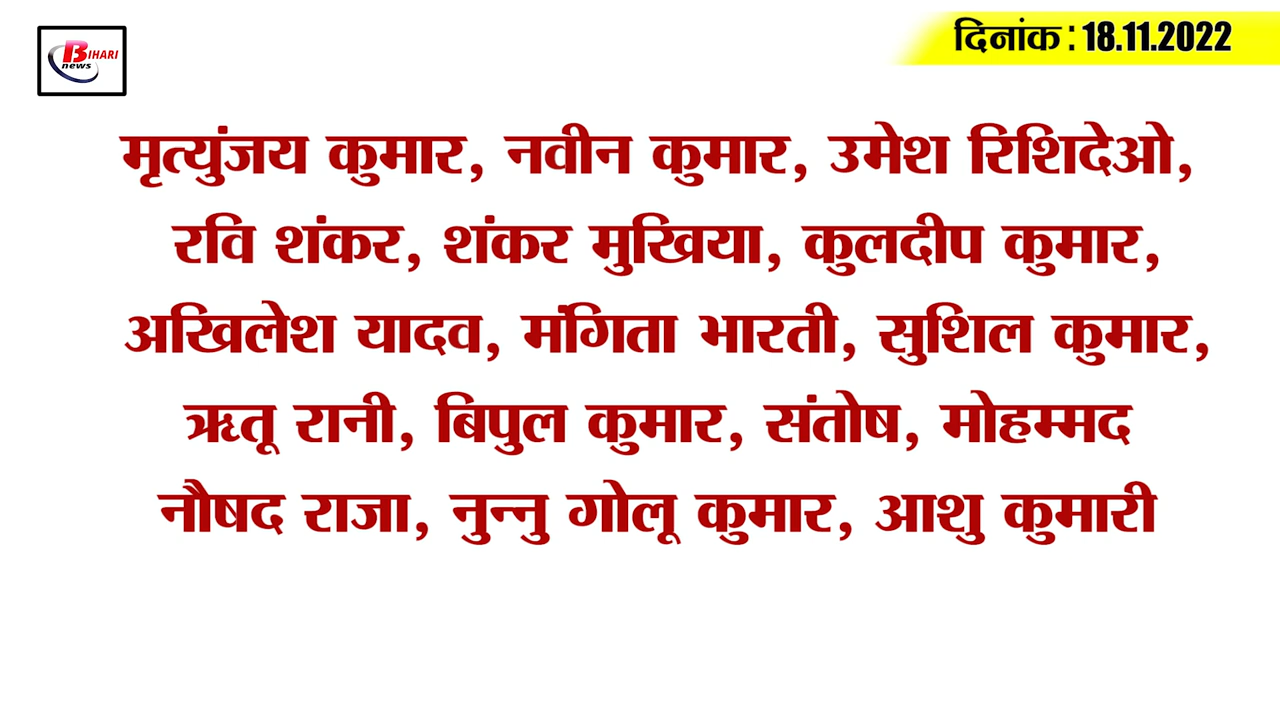 BIHARI
news
दिनांक : 18.11.2022
मृत्युंजय कुमार, नवीन कुमार, उमेश रिशिदेओ,
रवि शंकर, शंकर मुखिया, कुलदीप कुमार,
अखिलेश यादव, मंगिता भारती, सुशिल कुमार,
ऋतू रानी, बिपुल कुमार, संतोष, मोहम्मद
नौषद राजा, नुन्नु गोलू कुमार, आशु कुमारी